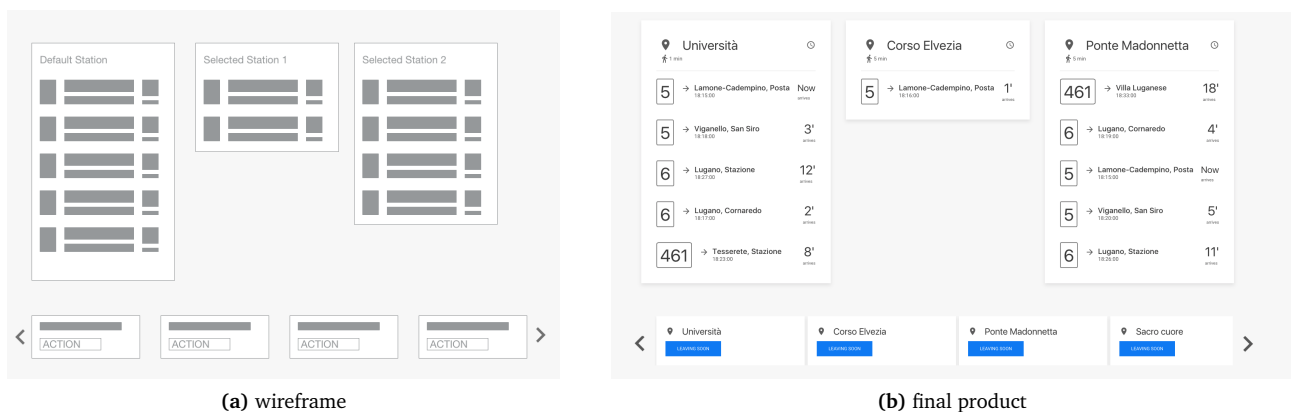 Default Station
Selected Station 1
Selected Station 2
ACTION
ACTION
ACTION
ACTION
(a) wireframe
Università
1 min
5 → Lamone-Cadempino, Posta Now
18:15:00 arrives
5 → Viganello, San Siro 3'
18:18:00 arrives
6 → Lugano, Stazione 12'
18:27:00 arrives
6 → Lugano, Cornaredo 2'
18:17:00 arrives
461 → Tesserete, Stazione 8'
18:23:00 arrives
Corso Elvezia
5 min
5 → Lamone-Cadempino, Posta 1'
18:16:00 arrives
Ponte Madonnetta
5 min
461 → Villa Luganese 18'
18:33:00 arrives
6 → Lugano, Cornaredo 4'
18:19:00 arrives
5 → Lamone-Cadempino, Posta Now
18:15:00 arrives
5 → Viganello, San Siro 5'
18:20:00 arrives
6 → Lugano, Stazione 11'
18:26:00 arrives
Università
LEAVING SOON
Corso Elvezia
LEAVING SOON
Ponte Madonnetta
LEAVING SOON
Sacro cuore
LEAVING SOON
(b) final product